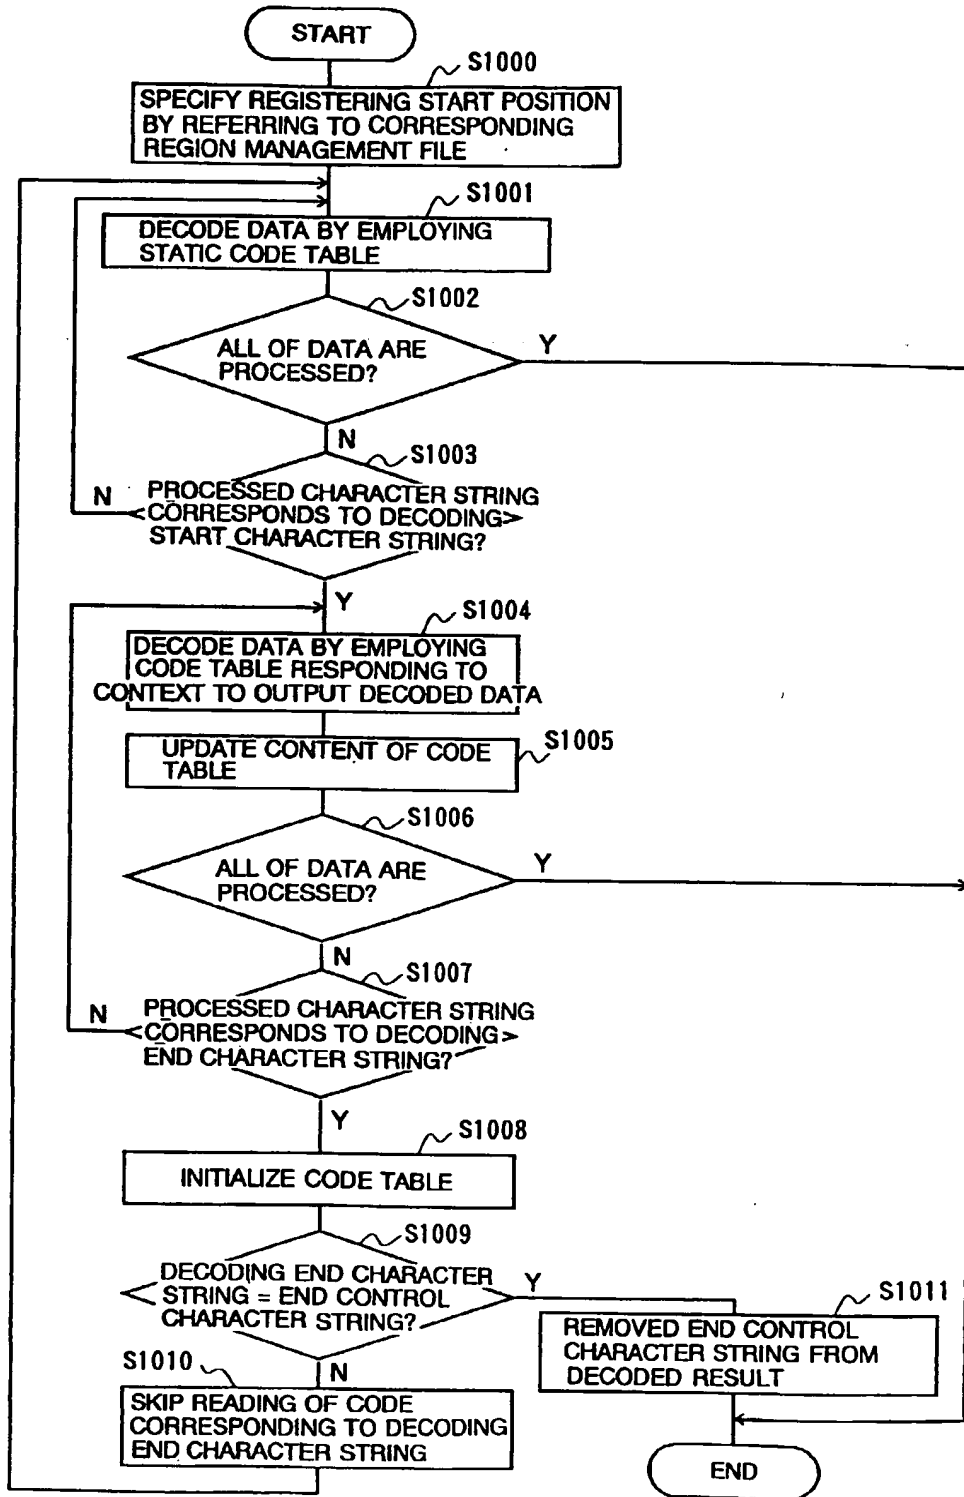 START
S1000
SPECIFY REGISTERING START POSITION
BY REFERRING TO CORRESPONDING
REGION MANAGEMENT FILE
S1001
DECODE DATA BY EMPLOYING
STATIC CODE TABLE
S1002
ALL OF DATA ARE
PROCESSED?
Y
N
S1003
PROCESSED CHARACTER STRING
CORRESPONDS TO DECODING
START CHARACTER STRING?
N
Y
S1004
DECODE DATA BY EMPLOYING
CODE TABLE RESPONDING TO
CONTEXT TO OUTPUT DECODED DATA
S1005
UPDATE CONTENT OF CODE
TABLE
S1006
ALL OF DATA ARE
PROCESSED?
Y
N
S1007
PROCESSED CHARACTER STRING
CORRESPONDS TO DECODING
END CHARACTER STRING?
N
Y
S1008
INITIALIZE CODE TABLE
S1009
DECODING END CHARACTER
STRING = END CONTROL
CHARACTER STRING?
Y
N
S1011
REMOVED END CONTROL
CHARACTER STRING FROM
DECODED RESULT
S1010
SKIP READING OF CODE
CORRESPONDING TO DECODING
END CHARACTER STRING
END